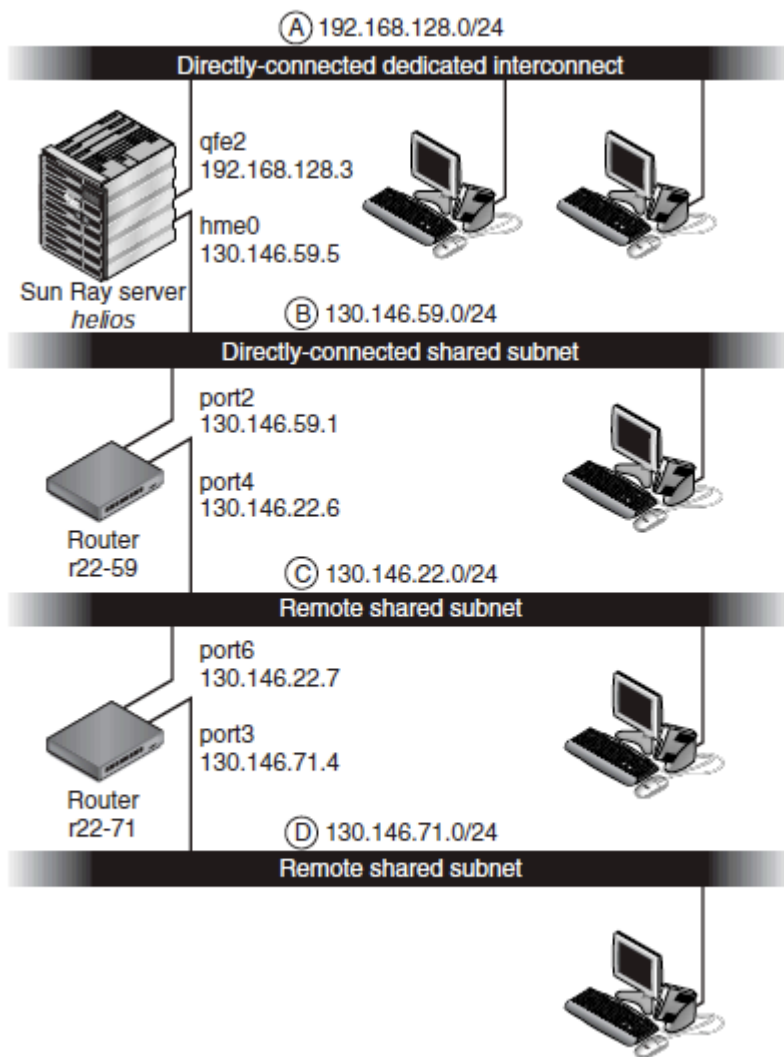 A 192.168.128.0/24
Directly-connected dedicated interconnect
qfe2
192.168.128.3
hme0
130.146.59.5
Sun Ray server
helios
B 130.146.59.0/24
Directly-connected shared subnet
port2
130.146.59.1
port4
130.146.22.6
Router
r22-59
C 130.146.22.0/24
Remote shared subnet
port6
130.146.22.7
port3
130.146.71.4
Router
r22-71
D 130.146.71.0/24
Remote shared subnet